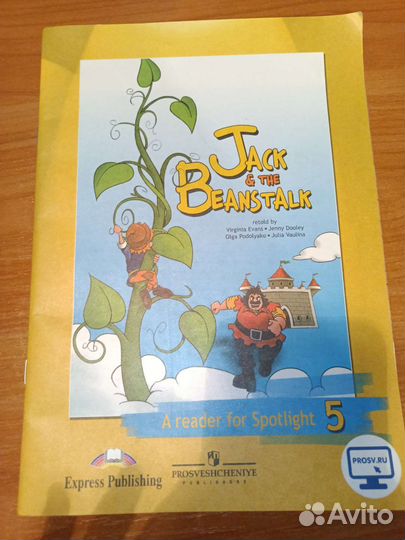 JACK
& THE
BEANSTALK
retold by
Virginia Evans • Jenny Dooley
Olga Podolyako • Julia Vaulina
A reader for Spotlight 5
PROSV.RU
Express Publishing
PROSVESHCHENIYE
PUBLISHERS
Avito